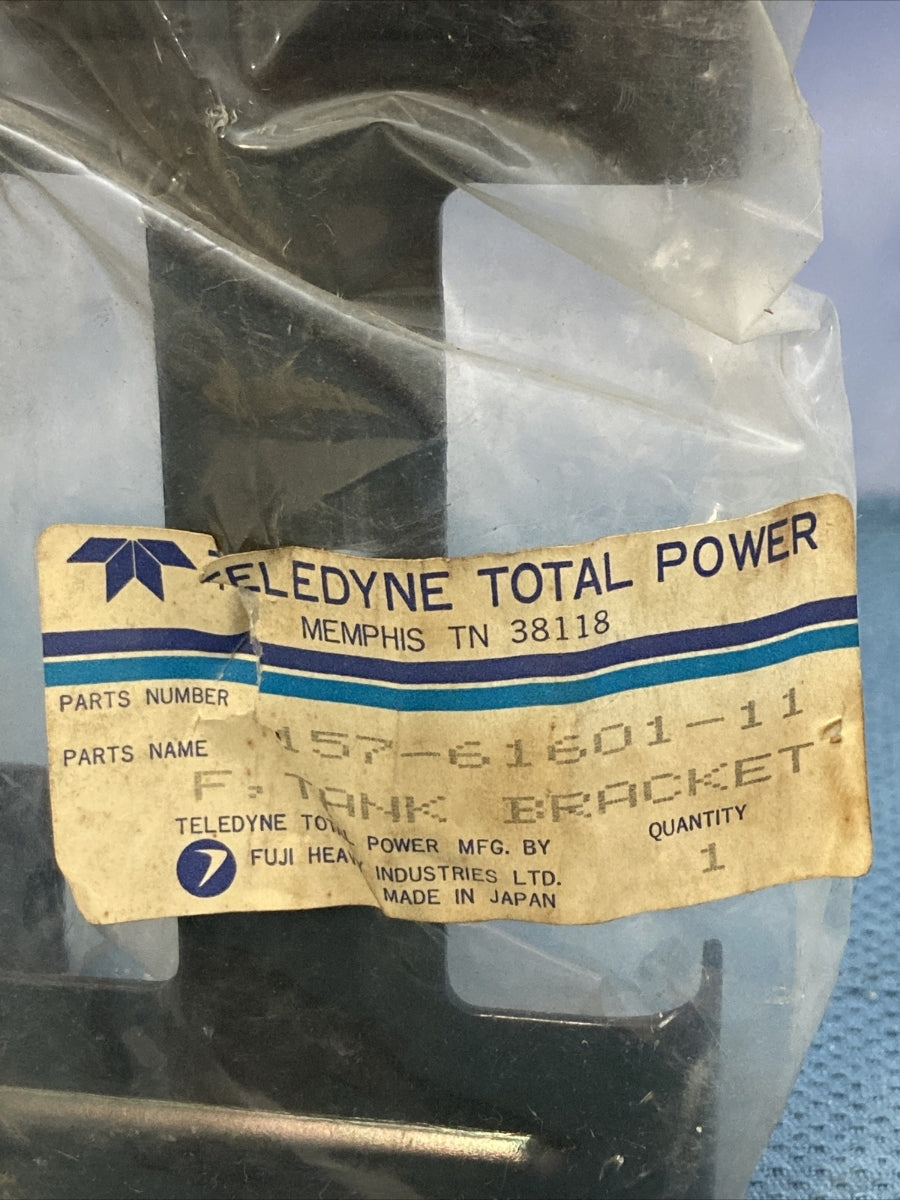 TELEDYNE TOTAL POWER
MEMPHIS TN 38118
PARTS NUMBER 157-61601-11
PARTS NAME F,TANK BRACKET
QUANTITY
1
TELEDYNE TOTAL POWER MFG. BY
FUJI HEAVY INDUSTRIES LTD.
MADE IN JAPAN